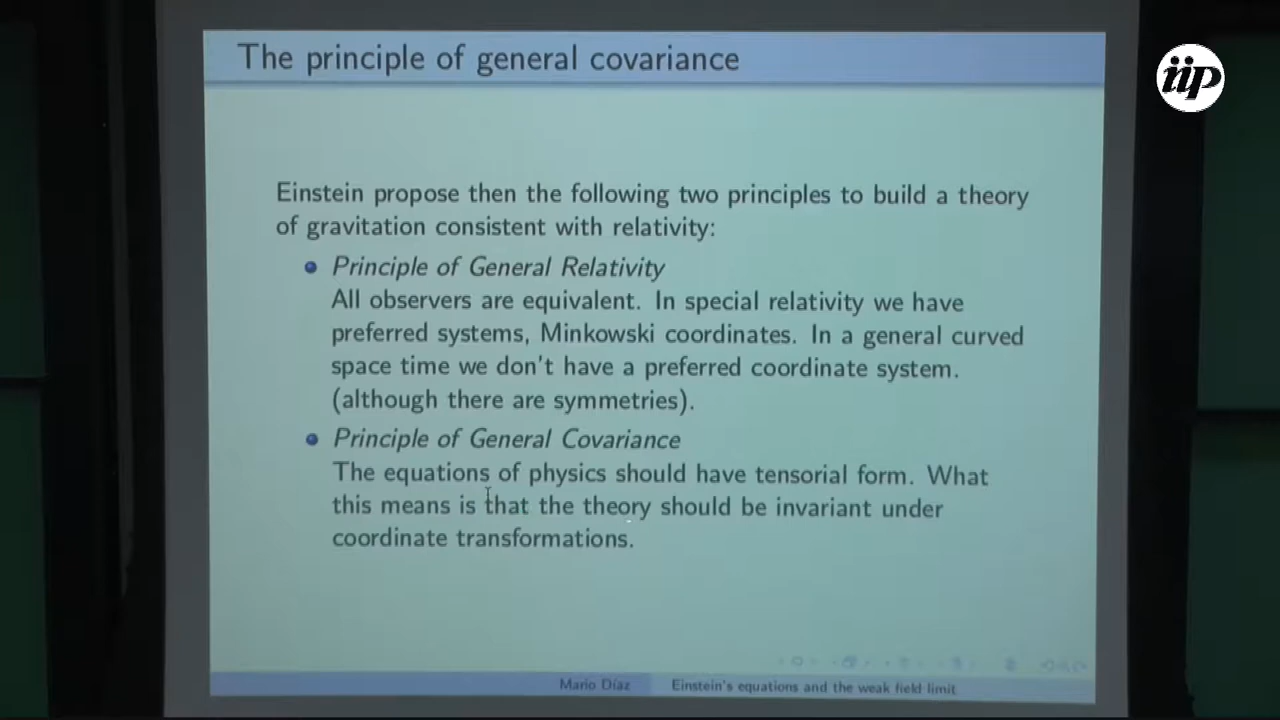 The principle of general covariance
iip
Einstein propose then the following two principles to build a theory
of gravitation consistent with relativity:
Principle of General Relativity
All observers are equivalent. In special relativity we have
preferred systems, Minkowski coordinates. In a general curved
space time we don't have a preferred coordinate system.
(although there are symmetries).
Principle of General Covariance
The equations of physics should have tensorial form. What
this means is that the theory should be invariant under
coordinate transformations.
Mario Díaz
Einstein's equations and the weak field limit